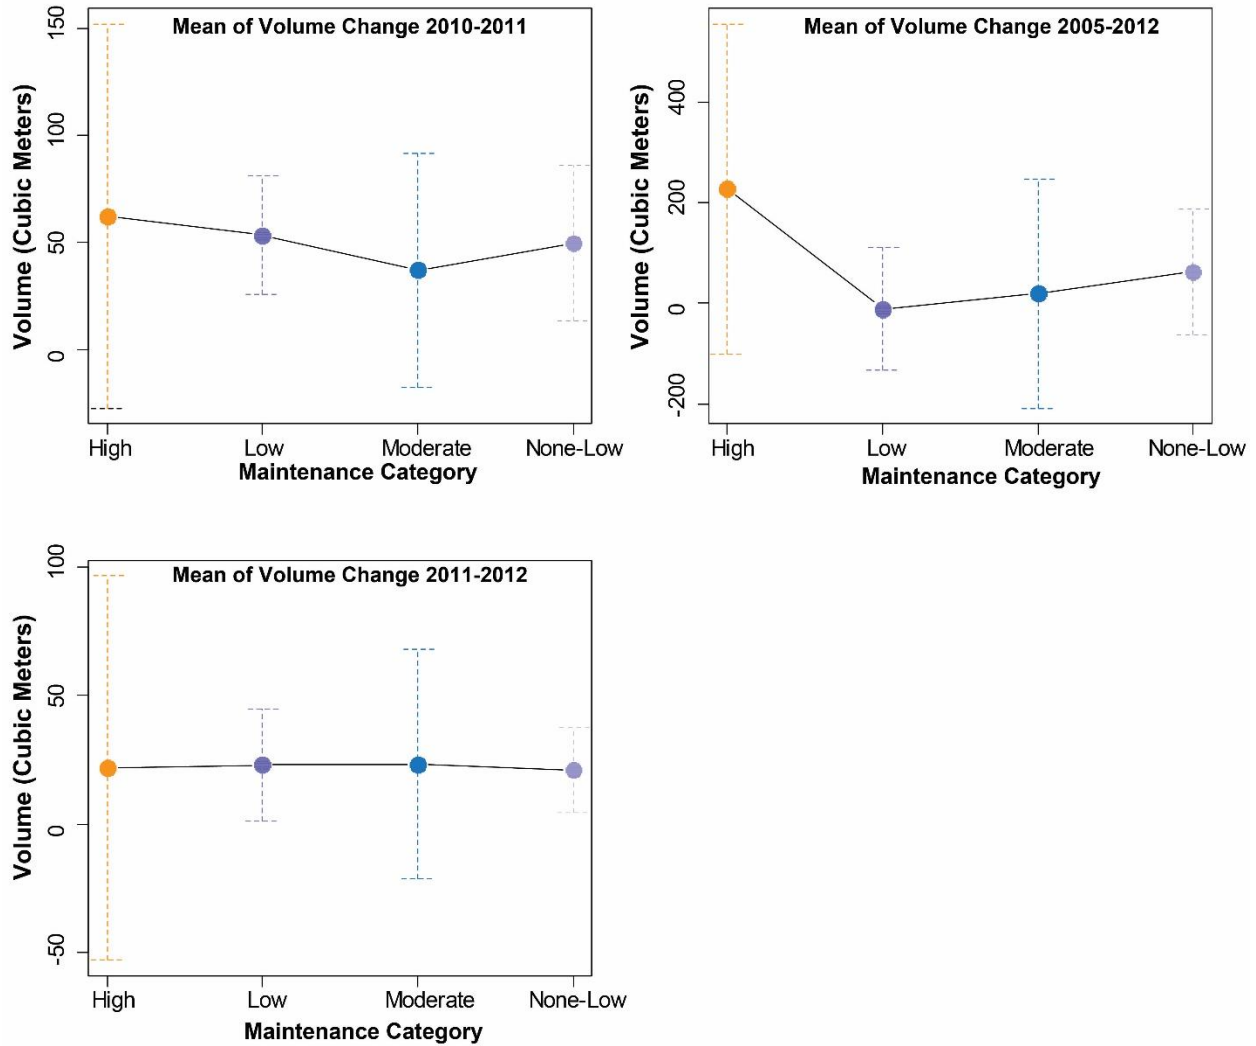 Mean of Volume Change 2010-2011
Volume (Cubic Meters)
150
100
50
0
High Low Moderate None-Low
Maintenance Category
Mean of Volume Change 2005-2012
Volume (Cubic Meters)
400
200
0
-200
High Low Moderate None-Low
Maintenance Category
Mean of Volume Change 2011-2012
Volume (Cubic Meters)
100
50
0
-50
High Low Moderate None-Low
Maintenance Category